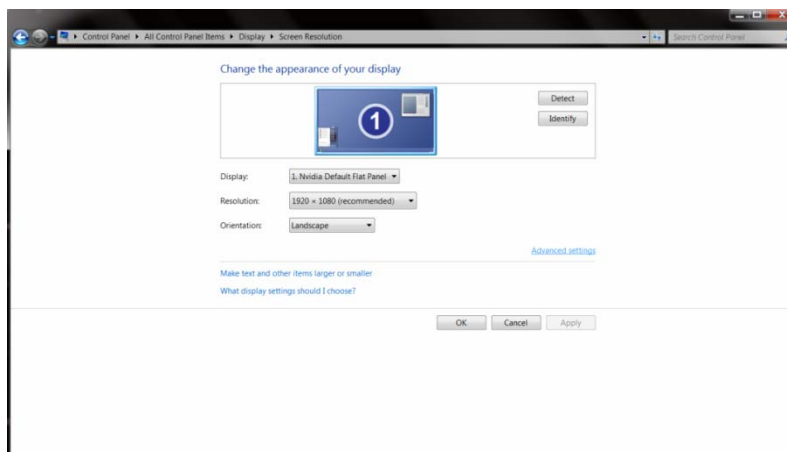 Control Panel ▸ All Control Panel Items ▸ Display ▸ Screen Resolution
Search Control Panel
Change the appearance of your display
1
Detect
Identify
Display: 1. Nvidia Default Flat Panel
Resolution: 1920 × 1080 (recommended)
Orientation: Landscape
Advanced settings
Make text and other items larger or smaller
What display settings should I choose?
OK Cancel Apply